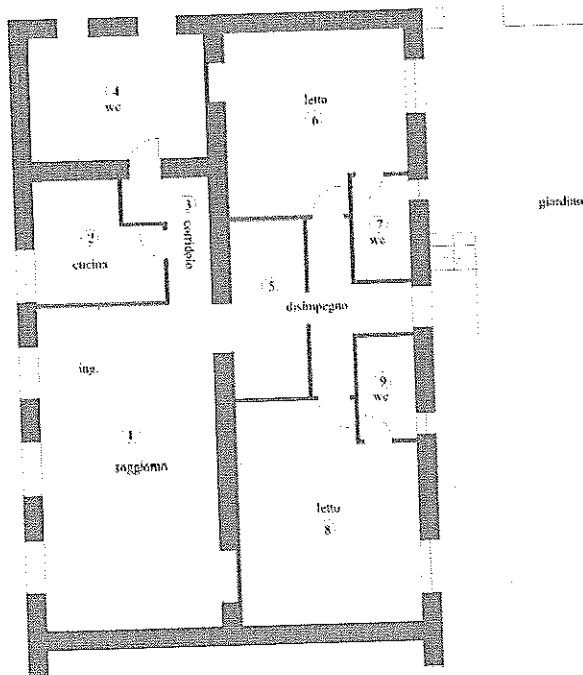 4
wc
letto
6
3
corridoio
giardino
7
wc
2
cucina
5
disimpegno
ing.
9
wc
1
soggiorno
letto
8